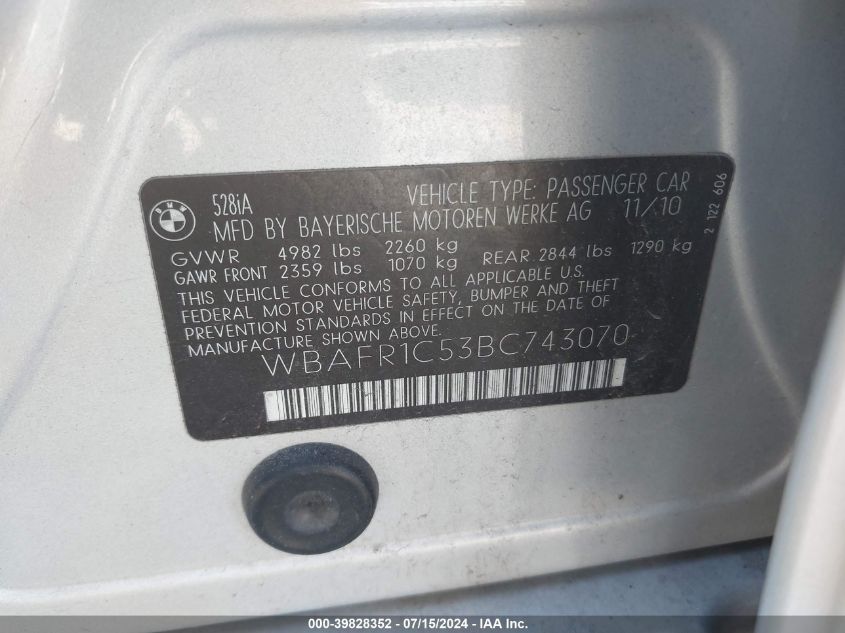 BMW
528iA VEHICLE TYPE: PASSENGER CAR
MFD BY BAYERISCHE MOTOREN WERKE AG 11/10
GVWR 4982 lbs 2260 kg
GAWR FRONT 2359 lbs 1070 kg REAR 2844 lbs 1290 kg
THIS VEHICLE CONFORMS TO ALL APPLICABLE U.S.
FEDERAL MOTOR VEHICLE SAFETY, BUMPER AND THEFT
PREVENTION STANDARDS IN EFFECT ON THE DATE OF
MANUFACTURE SHOWN ABOVE.
WBAFR1C53BC743070
2 122 606
000-39828352 / 07/15/2024 - COPYRIGHT IAA, LLC.